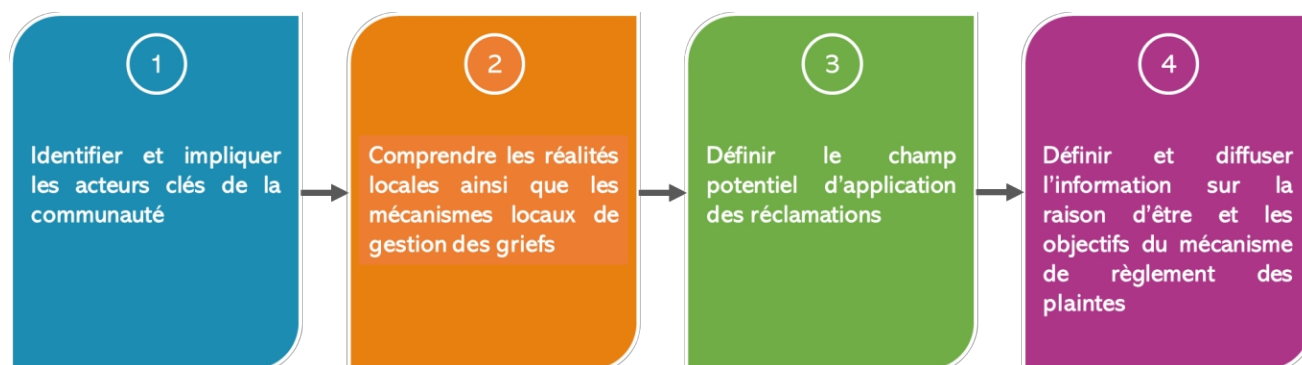 1
Identifier et impliquer
les acteurs clés de la
communauté
2
Comprendre les réalités
locales ainsi que les
mécanismes locaux de
gestion des griefs
3
Définir le champ
potentiel d’application
des réclamations
4
Définir et diffuser
l’information sur la
raison d’être et les
objectifs du mécanisme
de règlement des
plaintes